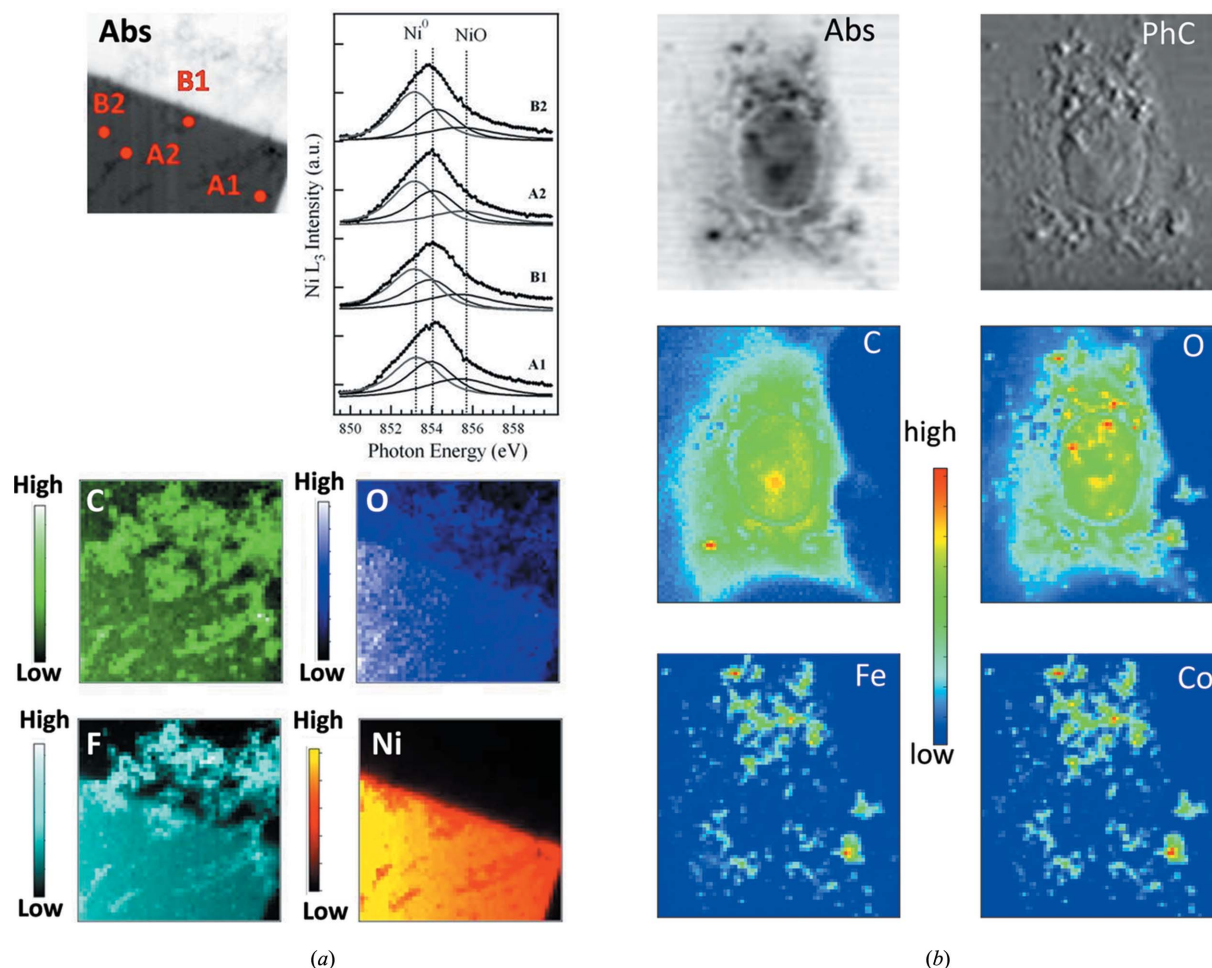 Abs
B1
B2
A2
A1
Ni⁰ NiO
B2
A2
B1
A1
Ni L₃ Intensity (a.u.)
850 852 854 856 858
Photon Energy (eV)
High
C
Low
High
O
Low
High
F
Low
High
Ni
Low
(a)
Abs
PhC
C
O
high
low
Fe
Co
(b)